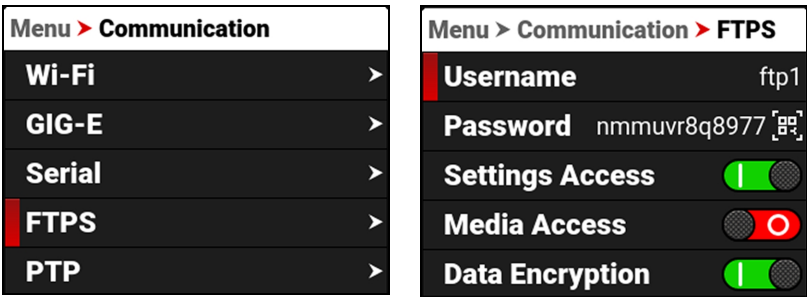 Menu > Communication
Wi-Fi
GIG-E
Serial
FTPS
PTP
Menu > Communication > FTPS
Username ftp1
Password nmmuvr8q8977
Settings Access
Media Access
Data Encryption